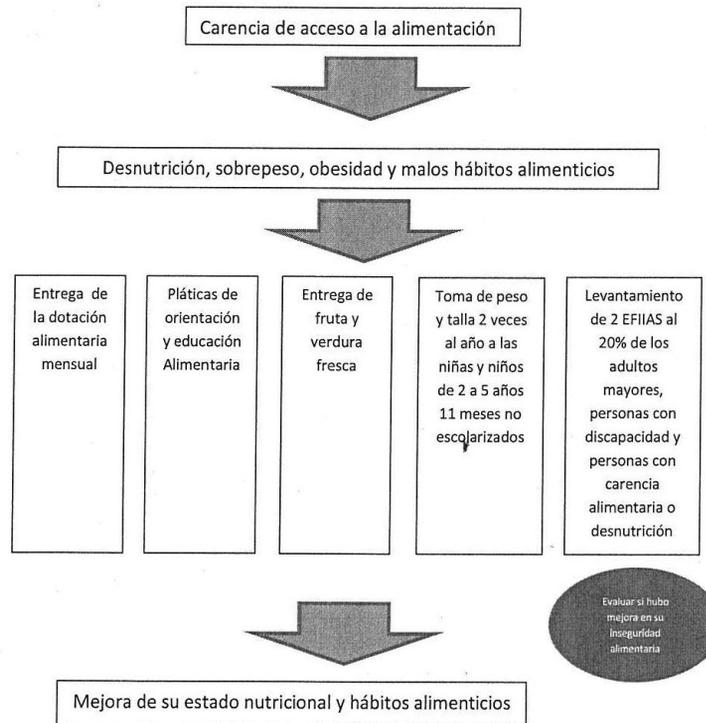 Carencia de acceso a la alimentación
Desnutrición, sobrepeso, obesidad y malos hábitos alimenticios
Entrega de
la dotación
alimentaria
mensual
Pláticas de
orientación
y educación
Alimentaria
Entrega de
fruta y
verdura
fresca
Toma de peso
y talla 2 veces
al año a las
niñas y niños
de 2 a 5 años
11 meses no
escolarizados
Levantamiento
de 2 EFIIAS al
20% de los
adultos
mayores,
personas con
discapacidad y
personas con
carencia
alimentaria o
desnutrición
Evaluar si hubo
mejora en su
inseguridad
alimentaria
Mejora de su estado nutricional y hábitos alimenticios